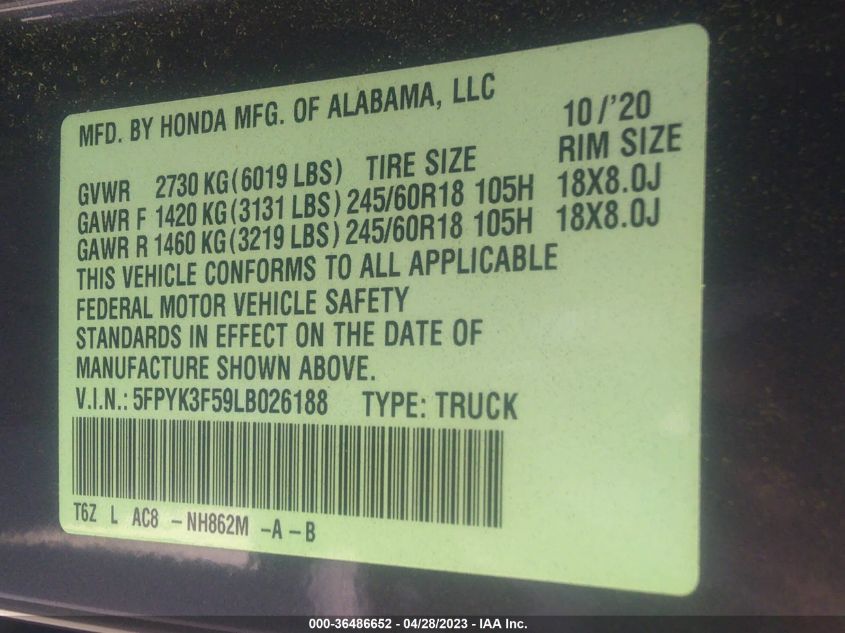 MFD. BY HONDA MFG. OF ALABAMA, LLC 10/'20
GVWR 2730 KG(6019 LBS) TIRE SIZE RIM SIZE
GAWR F 1420 KG(3131 LBS) 245/60R18 105H 18X8.0J
GAWR R 1460 KG(3219 LBS) 245/60R18 105H 18X8.0J
THIS VEHICLE CONFORMS TO ALL APPLICABLE
FEDERAL MOTOR VEHICLE SAFETY
STANDARDS IN EFFECT ON THE DATE OF
MANUFACTURE SHOWN ABOVE.
V.I.N.: 5FPYK3F59LB026188 TYPE: TRUCK
T6Z L AC8 -NH862M -A -B
000-36486652 - 04/28/2023 - IAA Inc.